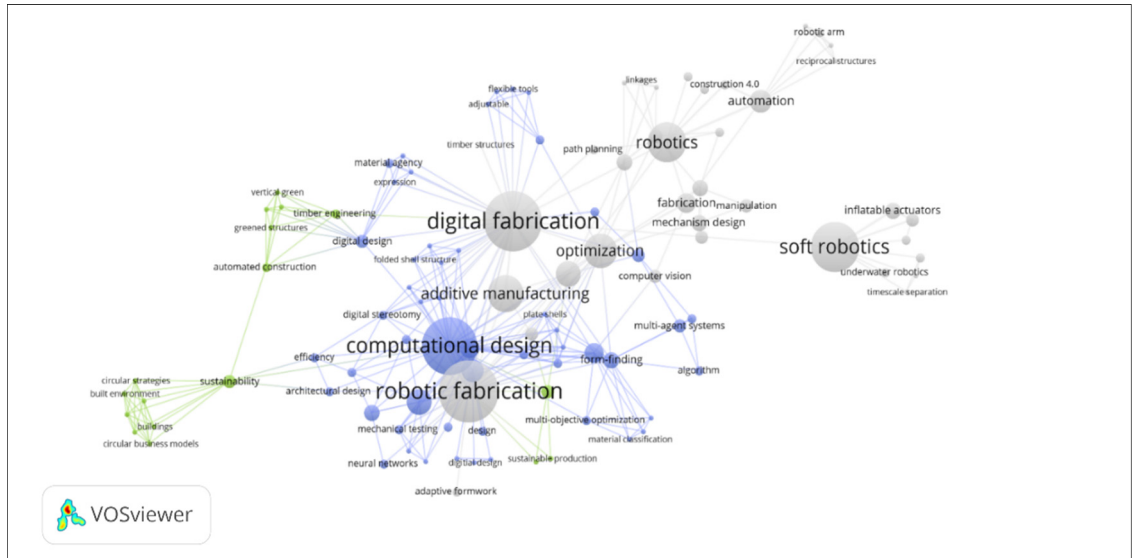 robotic arm
reciprocal structures
linkages
construction 4.0
flexible tools
automation
adjustable
timber structures
path planning
robotics
material agency
expression
vertical green
timber engineering
fabrication
manipulation
inflatable actuators
greened structures
digital fabrication
mechanism design
digital design
optimization
soft robotics
folded shell structure
automated construction
computer vision
underwater robotics
additive manufacturing
timescale separation
digital stereotomy
plate shells
multi-agent systems
computational design
efficiency
form-finding
algorithm
circular strategies
sustainability
built environment
architectural design
robotic fabrication
buildings
mechanical testing
design
multi-objective optimization
circular business models
material classification
neural networks
digital design
sustainable production
adaptive formwork
VOSviewer